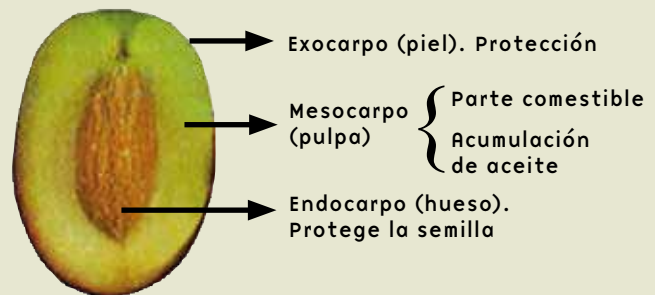 Exocarpo (piel). Protección
Mesocarpo
(pulpa)
Parte comestible
Acumulación
de aceite
Endocarpo (hueso).
Protege la semilla